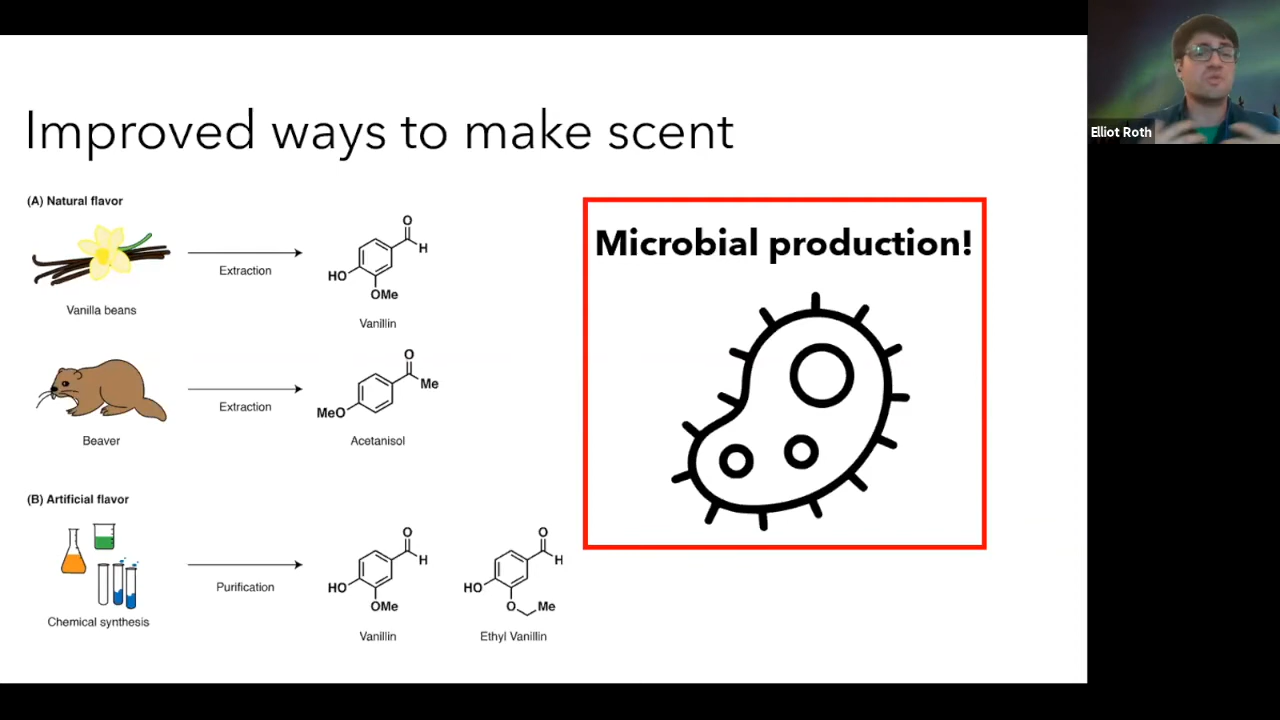 Improved ways to make scent
(A) Natural flavor
Vanilla beans
Extraction
O
H
HO
OMe
Vanillin
Beaver
Extraction
O
Me
MeO
Acetanisol
(B) Artificial flavor
Chemical synthesis
Purification
O
H
HO
OMe
Vanillin
O
H
HO
O
Me
Ethyl Vanillin
Microbial production!
Elliot Roth